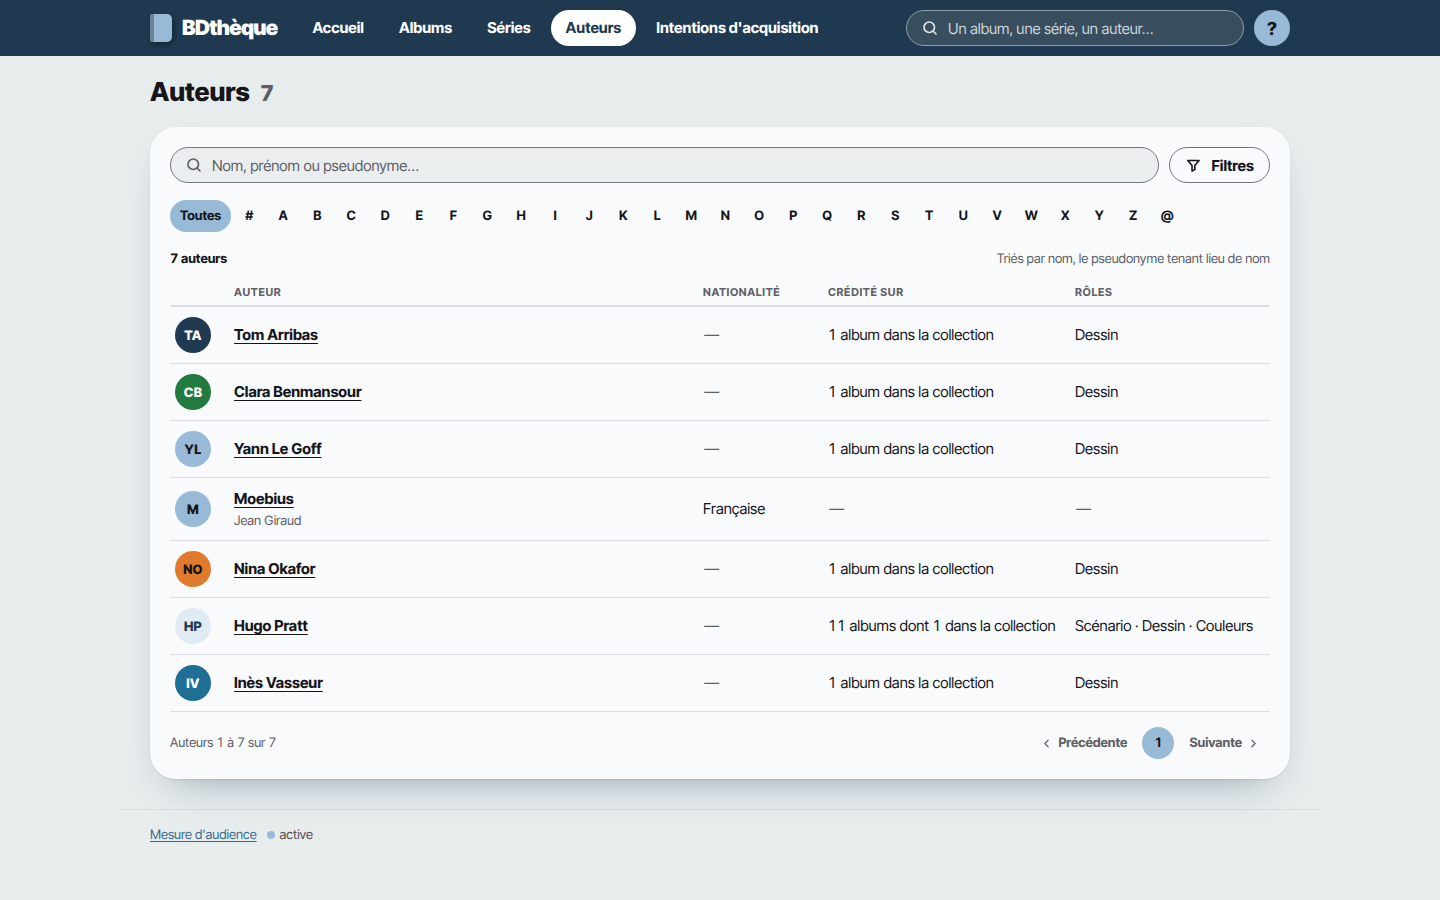 BDthèque Accueil Albums Séries Auteurs Intentions d'acquisition Un album, une série, un auteur... ?
Auteurs 7
Nom, prénom ou pseudonyme... Filtres
Toutes # A B C D E F G H I J K L M N O P Q R S T U V W X Y Z @
7 auteurs Triés par nom, le pseudonyme tenant lieu de nom
AUTEUR NATIONALITÉ CRÉDITÉ SUR RÔLES
TA Tom Arribas — 1 album dans la collection Dessin
CB Clara Benmansour — 1 album dans la collection Dessin
YL Yann Le Goff — 1 album dans la collection Dessin
M Moebius Française — —
Jean Giraud
NO Nina Okafor — 1 album dans la collection Dessin
HP Hugo Pratt — 11 albums dont 1 dans la collection Scénario · Dessin · Couleurs
IV Inès Vasseur — 1 album dans la collection Dessin
Auteurs 1 à 7 sur 7 ‹ Précédente 1 Suivante ›
Mesure d'audience active